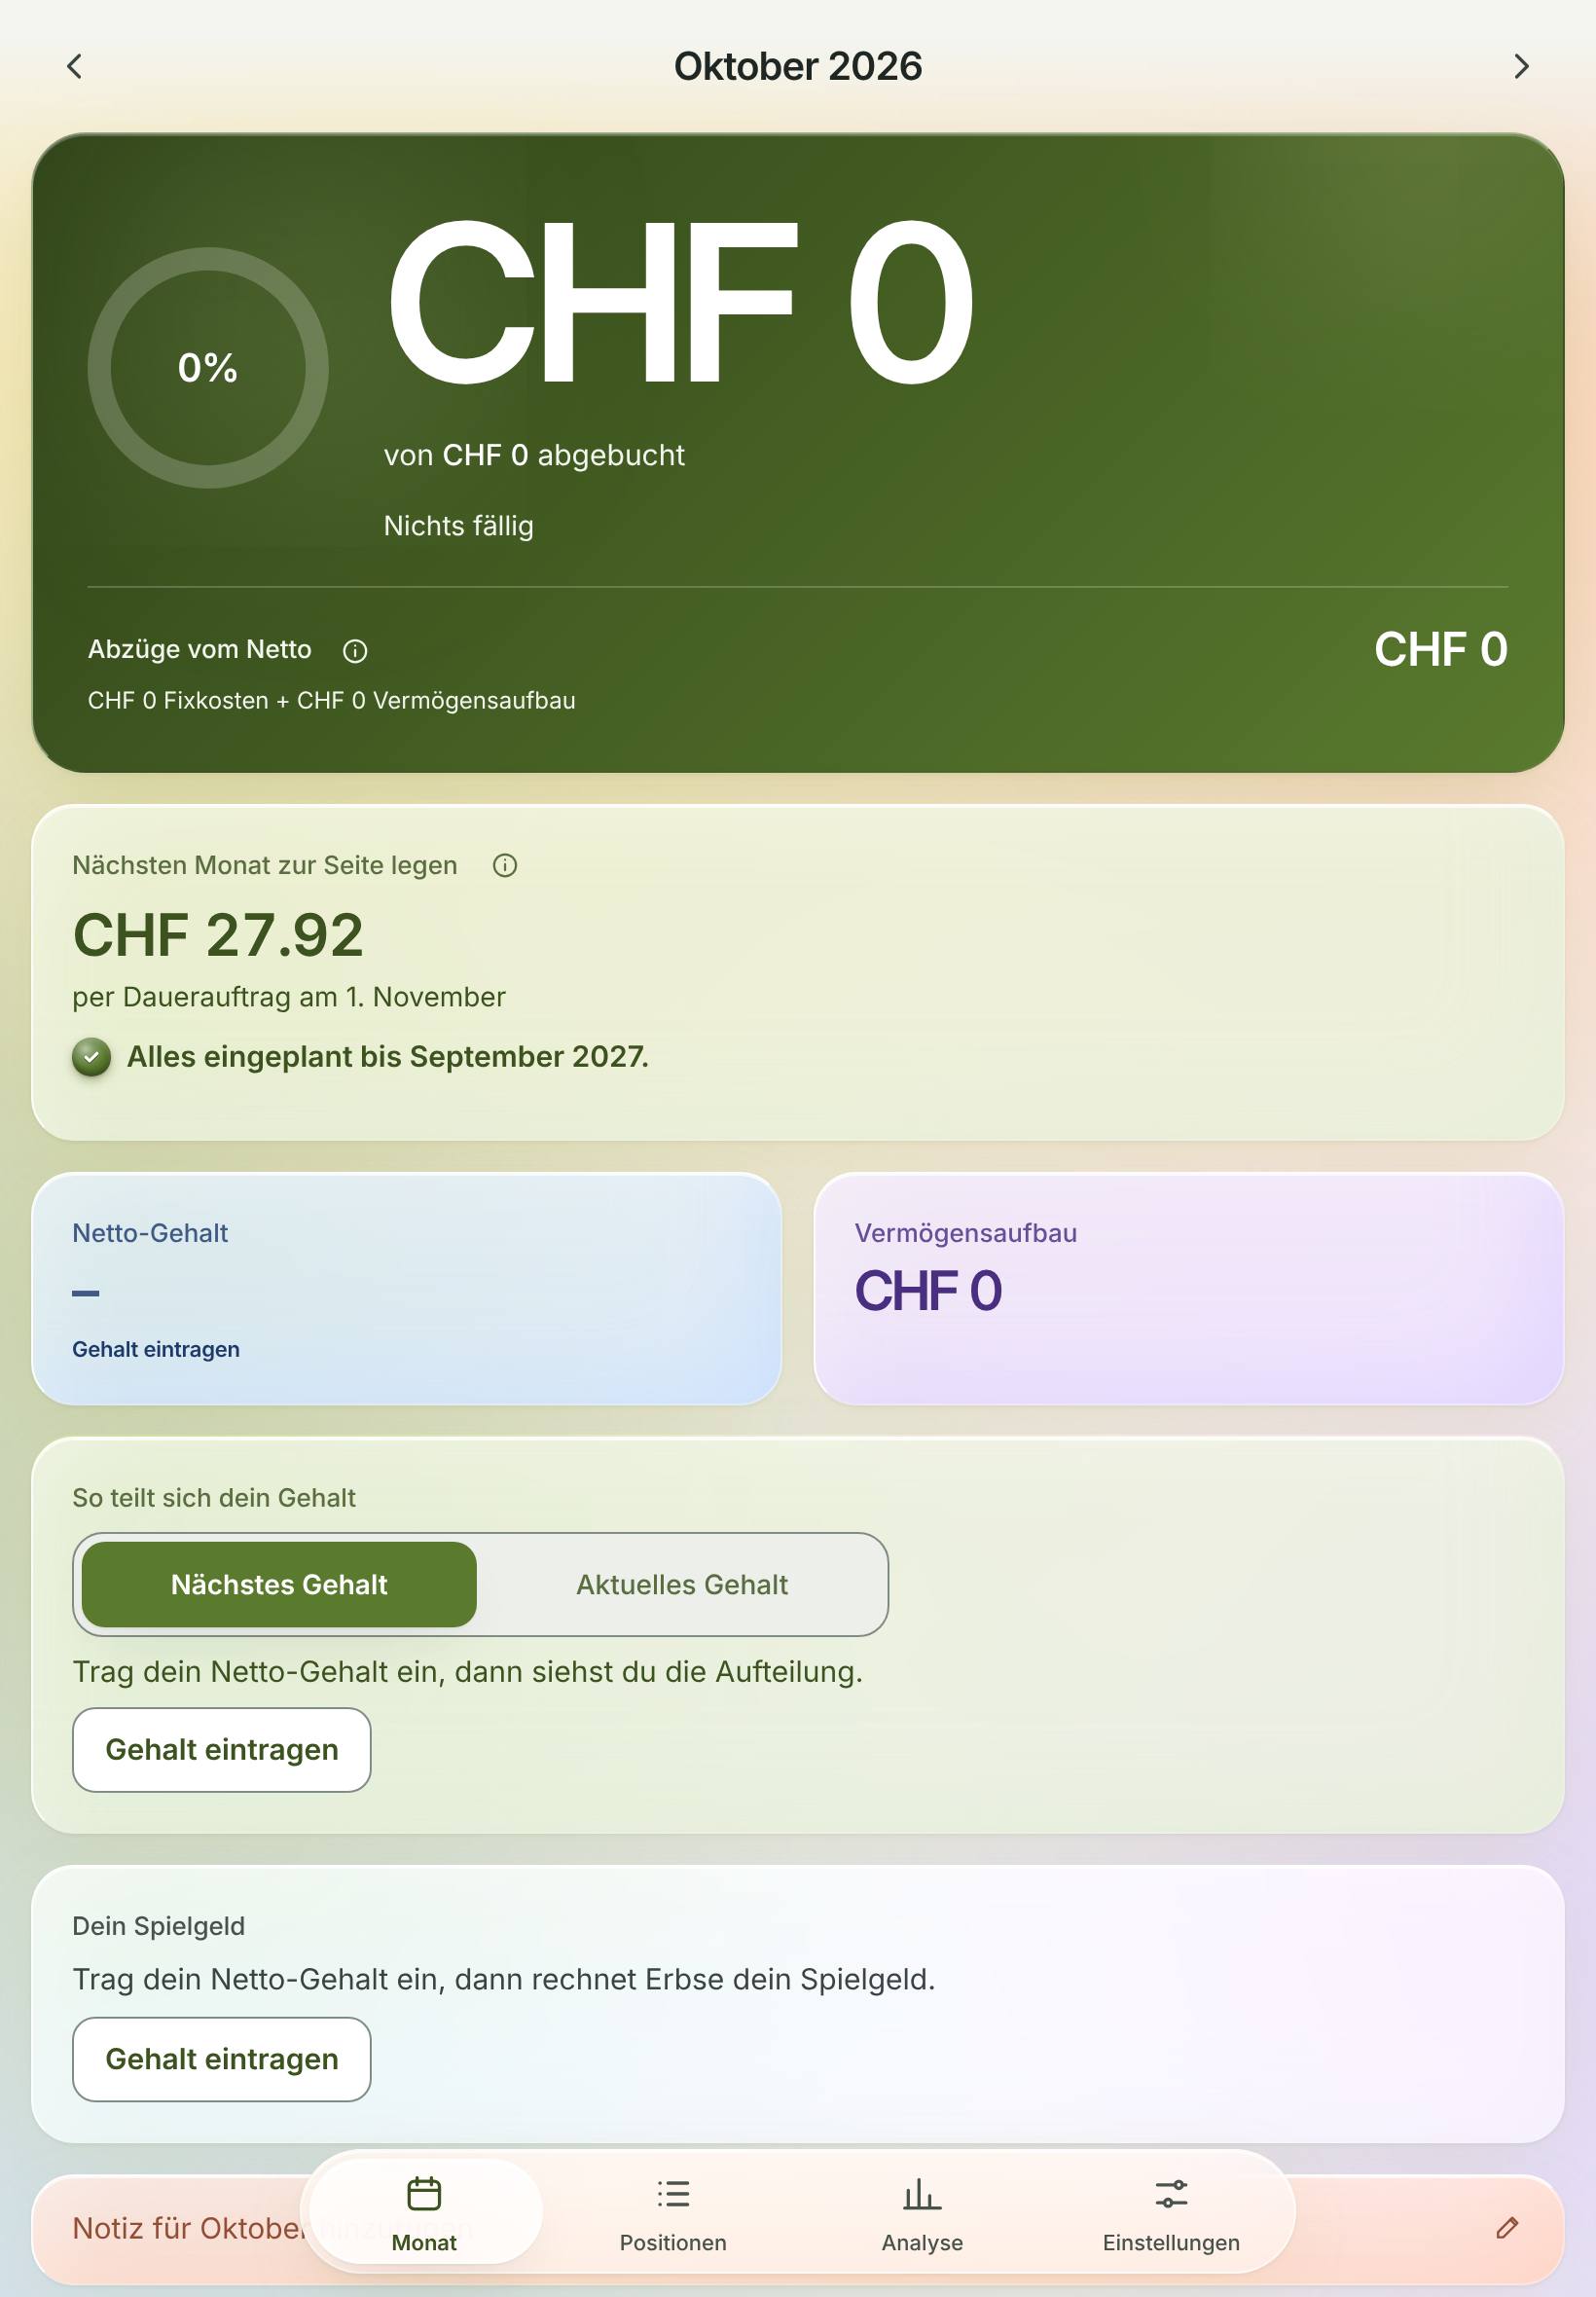 Oktober 2026
0%
CHF 0
von CHF 0 abgebucht
Nichts fällig
Abzüge vom Netto
CHF 0
CHF 0 Fixkosten + CHF 0 Vermögensaufbau
Nächsten Monat zur Seite legen
CHF 27.92
per Dauerauftrag am 1. November
Alles eingeplant bis September 2027.
Netto-Gehalt
–
Gehalt eintragen
Vermögensaufbau
CHF 0
So teilt sich dein Gehalt
Nächstes Gehalt
Aktuelles Gehalt
Trag dein Netto-Gehalt ein, dann siehst du die Aufteilung.
Gehalt eintragen
Dein Spielgeld
Trag dein Netto-Gehalt ein, dann rechnet Erbse dein Spielgeld.
Gehalt eintragen
Notiz für Oktober
Monat
Positionen
Analyse
Einstellungen